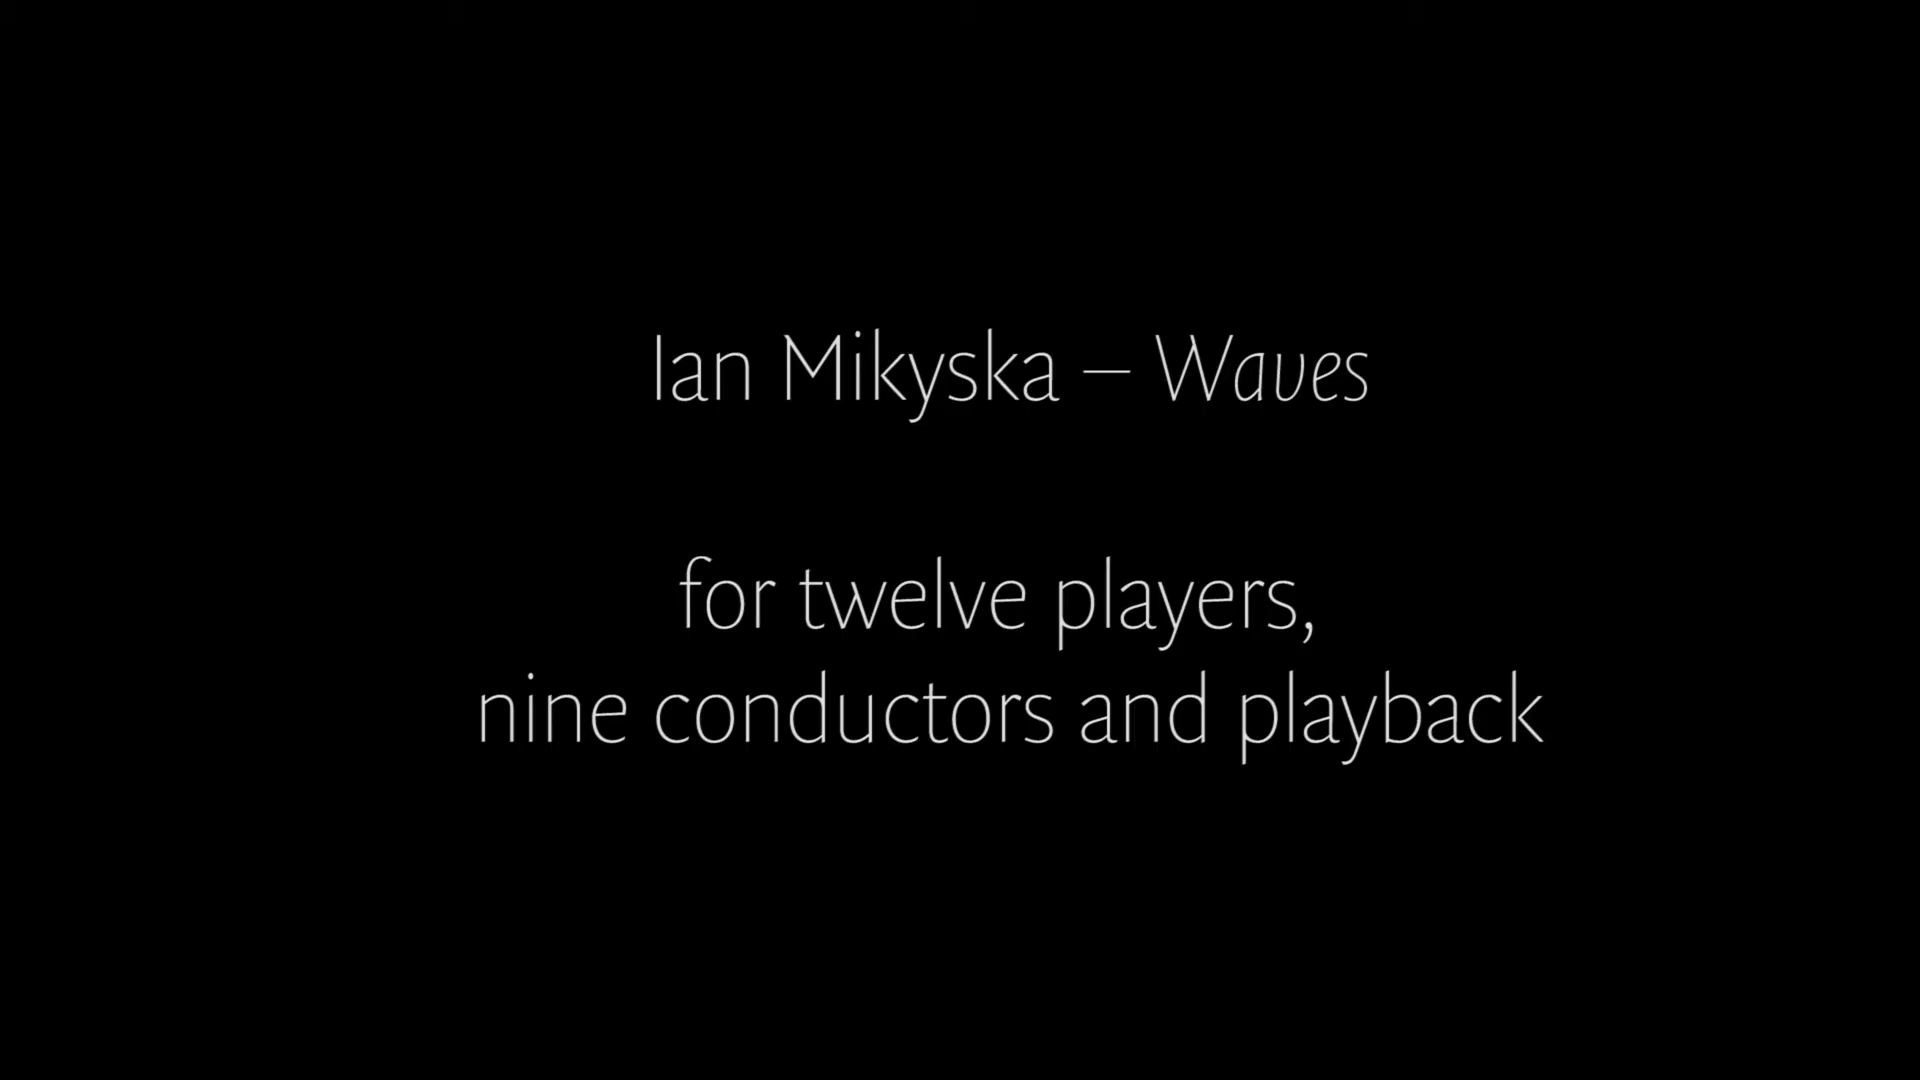 Ian Mikyska – Waves
for twelve players,
nine conductors and playback